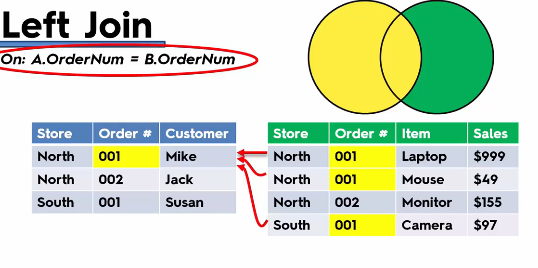 Left Join
On: A.OrderNum = B.OrderNum
Store Order # Customer
North 001 Mike
North 002 Jack
South 001 Susan
Store Order # Item Sales
North 001 Laptop $999
North 001 Mouse $49
North 002 Monitor $155
South 001 Camera $97